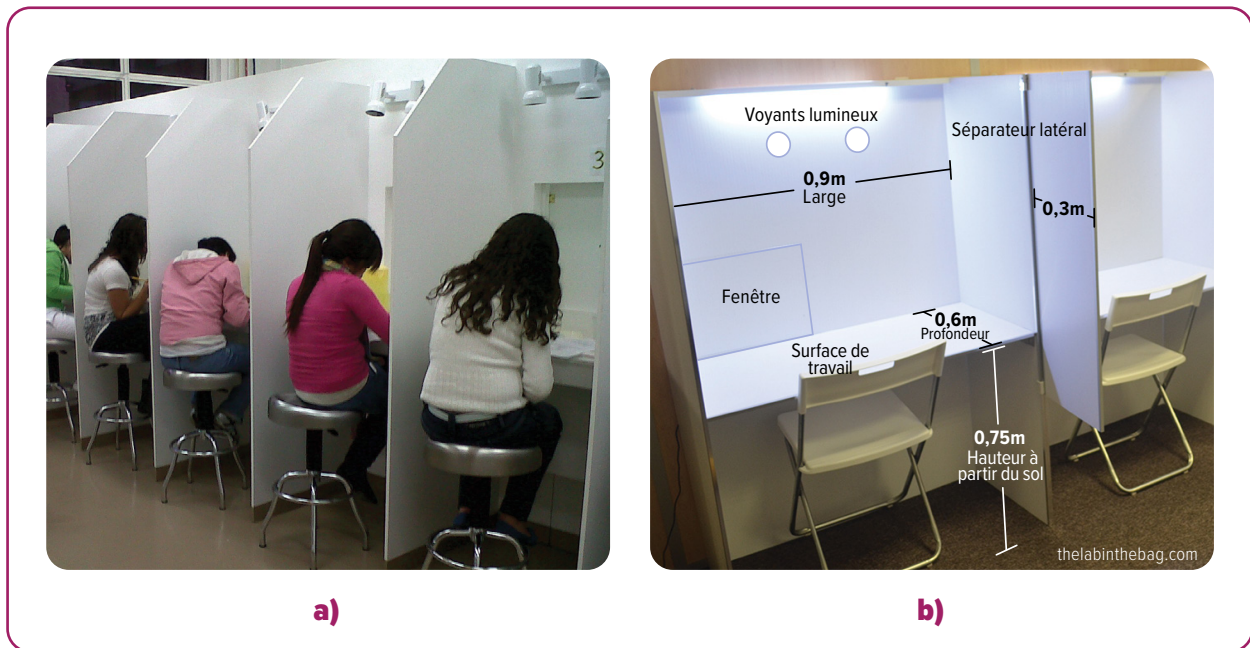 3
Voyants lumineux
Séparateur latéral
0,9m
Large
0,3m
Fenêtre
0,6m
Profondeur
Surface de
travail
0,75m
Hauteur à
partir du sol
thelabinthebag.com
a)
b)